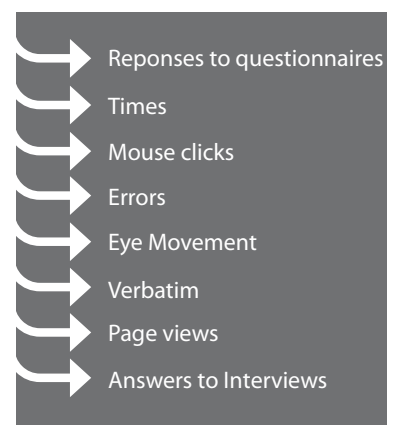 Reponses to questionnaires
Times
Mouse clicks
Errors
Eye Movement
Verbatim
Page views
Answers to Interviews